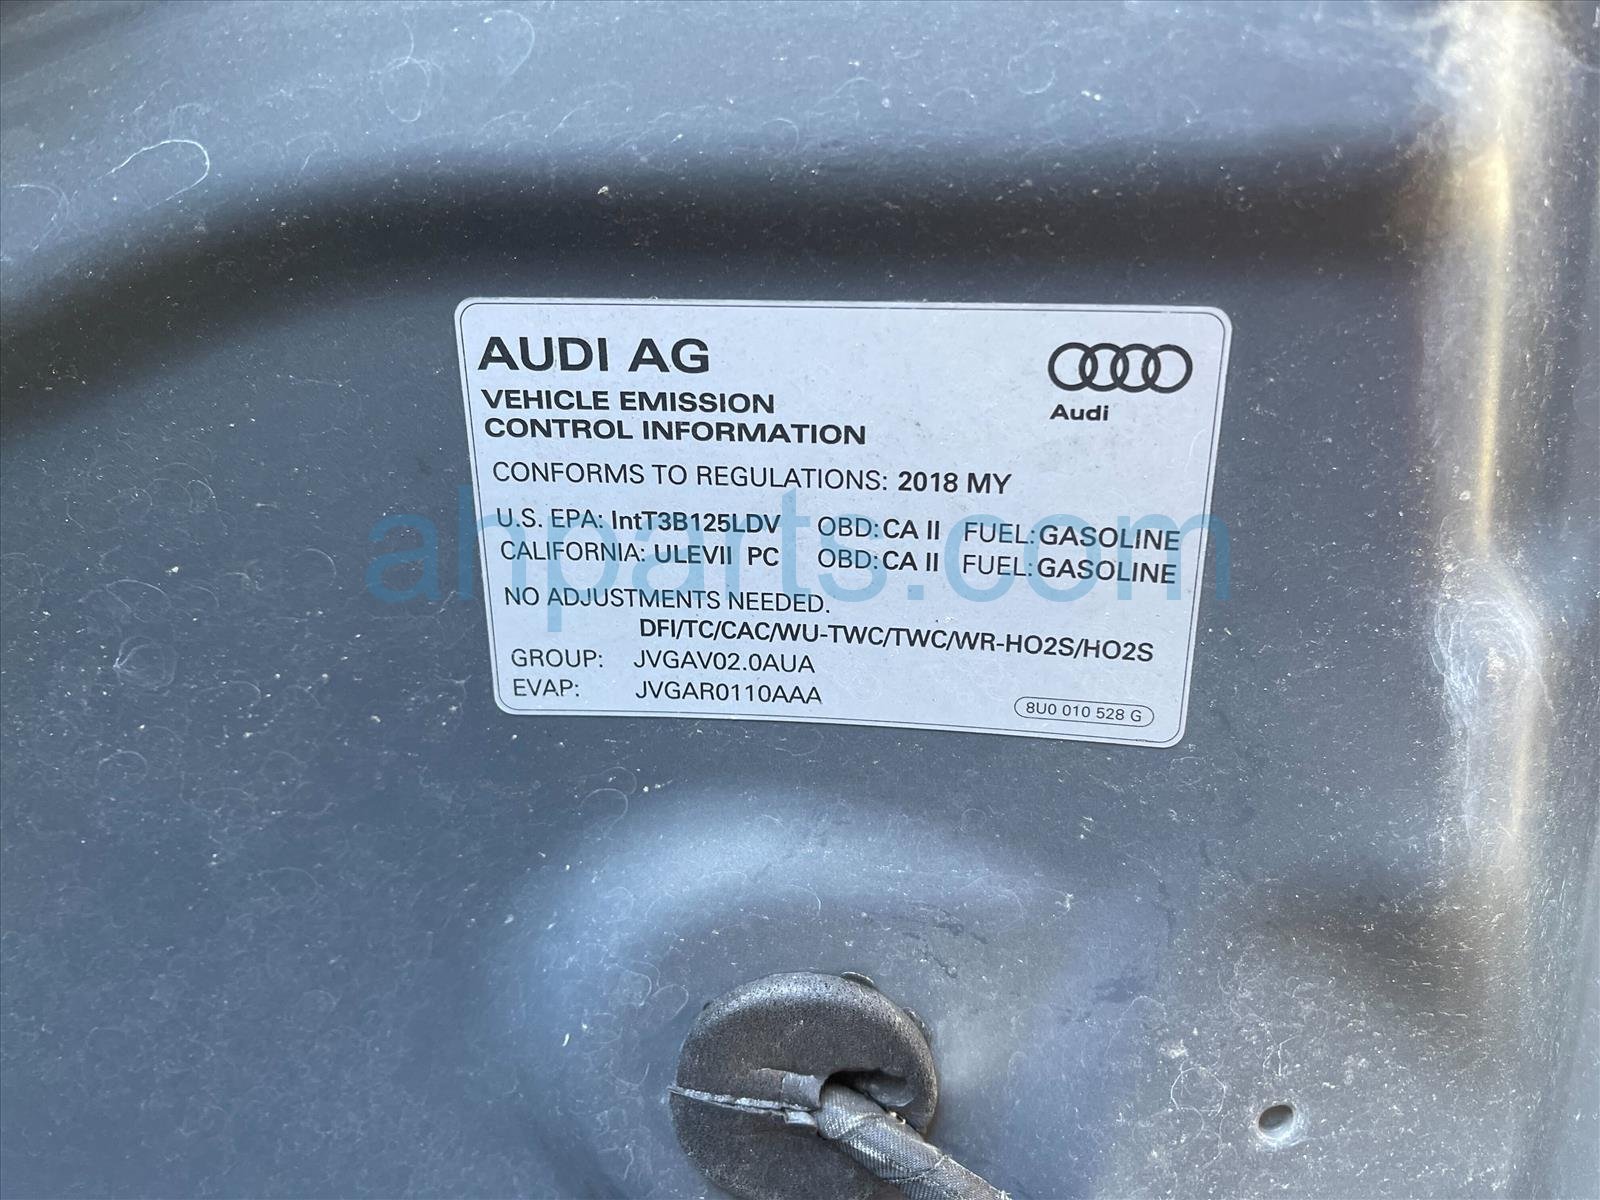 AUDI AG
Audi
VEHICLE EMISSION
CONTROL INFORMATION
CONFORMS TO REGULATIONS: 2018 MY
U.S. EPA: IntT3B125LDV OBD: CA II FUEL: GASOLINE
CALIFORNIA: ULEVII PC OBD: CA II FUEL: GASOLINE
NO ADJUSTMENTS NEEDED.
DFI/TC/CAC/WU-TWC/TWC/WR-HO2S/HO2S
GROUP: JVGAV02.0AUA
EVAP: JVGAR0110AAA
8U0 010 528 G
ahparts.com